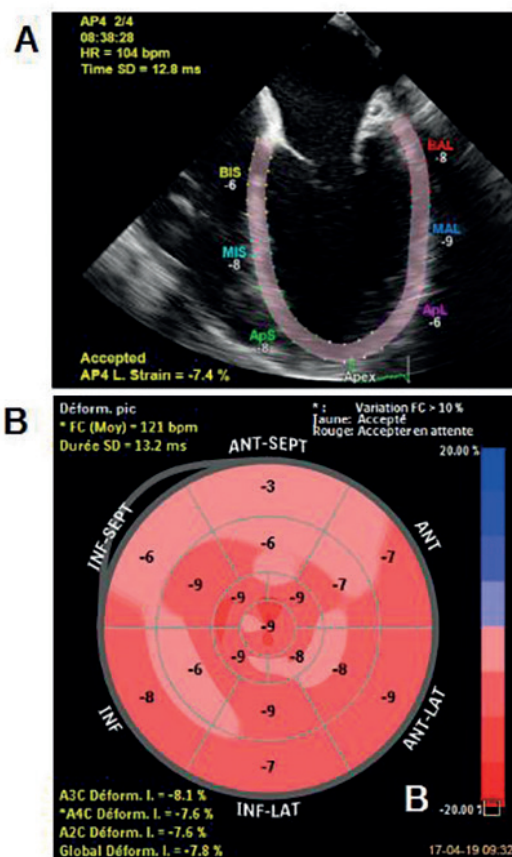 A
AP4 2/4
08:38:28
HR = 104 bpm
Time SD = 12.8 ms
BIS
-6
BAL
-8
MIS
-8
MAL
-9
ApS
-8
ApL
-6
Apex
Accepted
AP4 L. Strain = -7.4 %
B
Déform. pic
* FC (Moy) = 121 bpm
Durée SD = 13.2 ms
* : Variation FC > 10 %
Jaune: Accepté
Rouge: Accepter en attente
20.00 %
ANT-SEPT
INF-SEPT
ANT
-3
-6
-6
-7
-9
-7
-9
-9
-9
-9
-8
-8
-6
-8
-9
-9
-7
INF
ANT-LAT
INF-LAT
B
-20.00 %
A3C Déform. l. = -8.1 %
*A4C Déform. l. = -7.6 %
A2C Déform. l. = -7.6 %
Global Déform. l. = -7.8 %
17-04-19 09:32